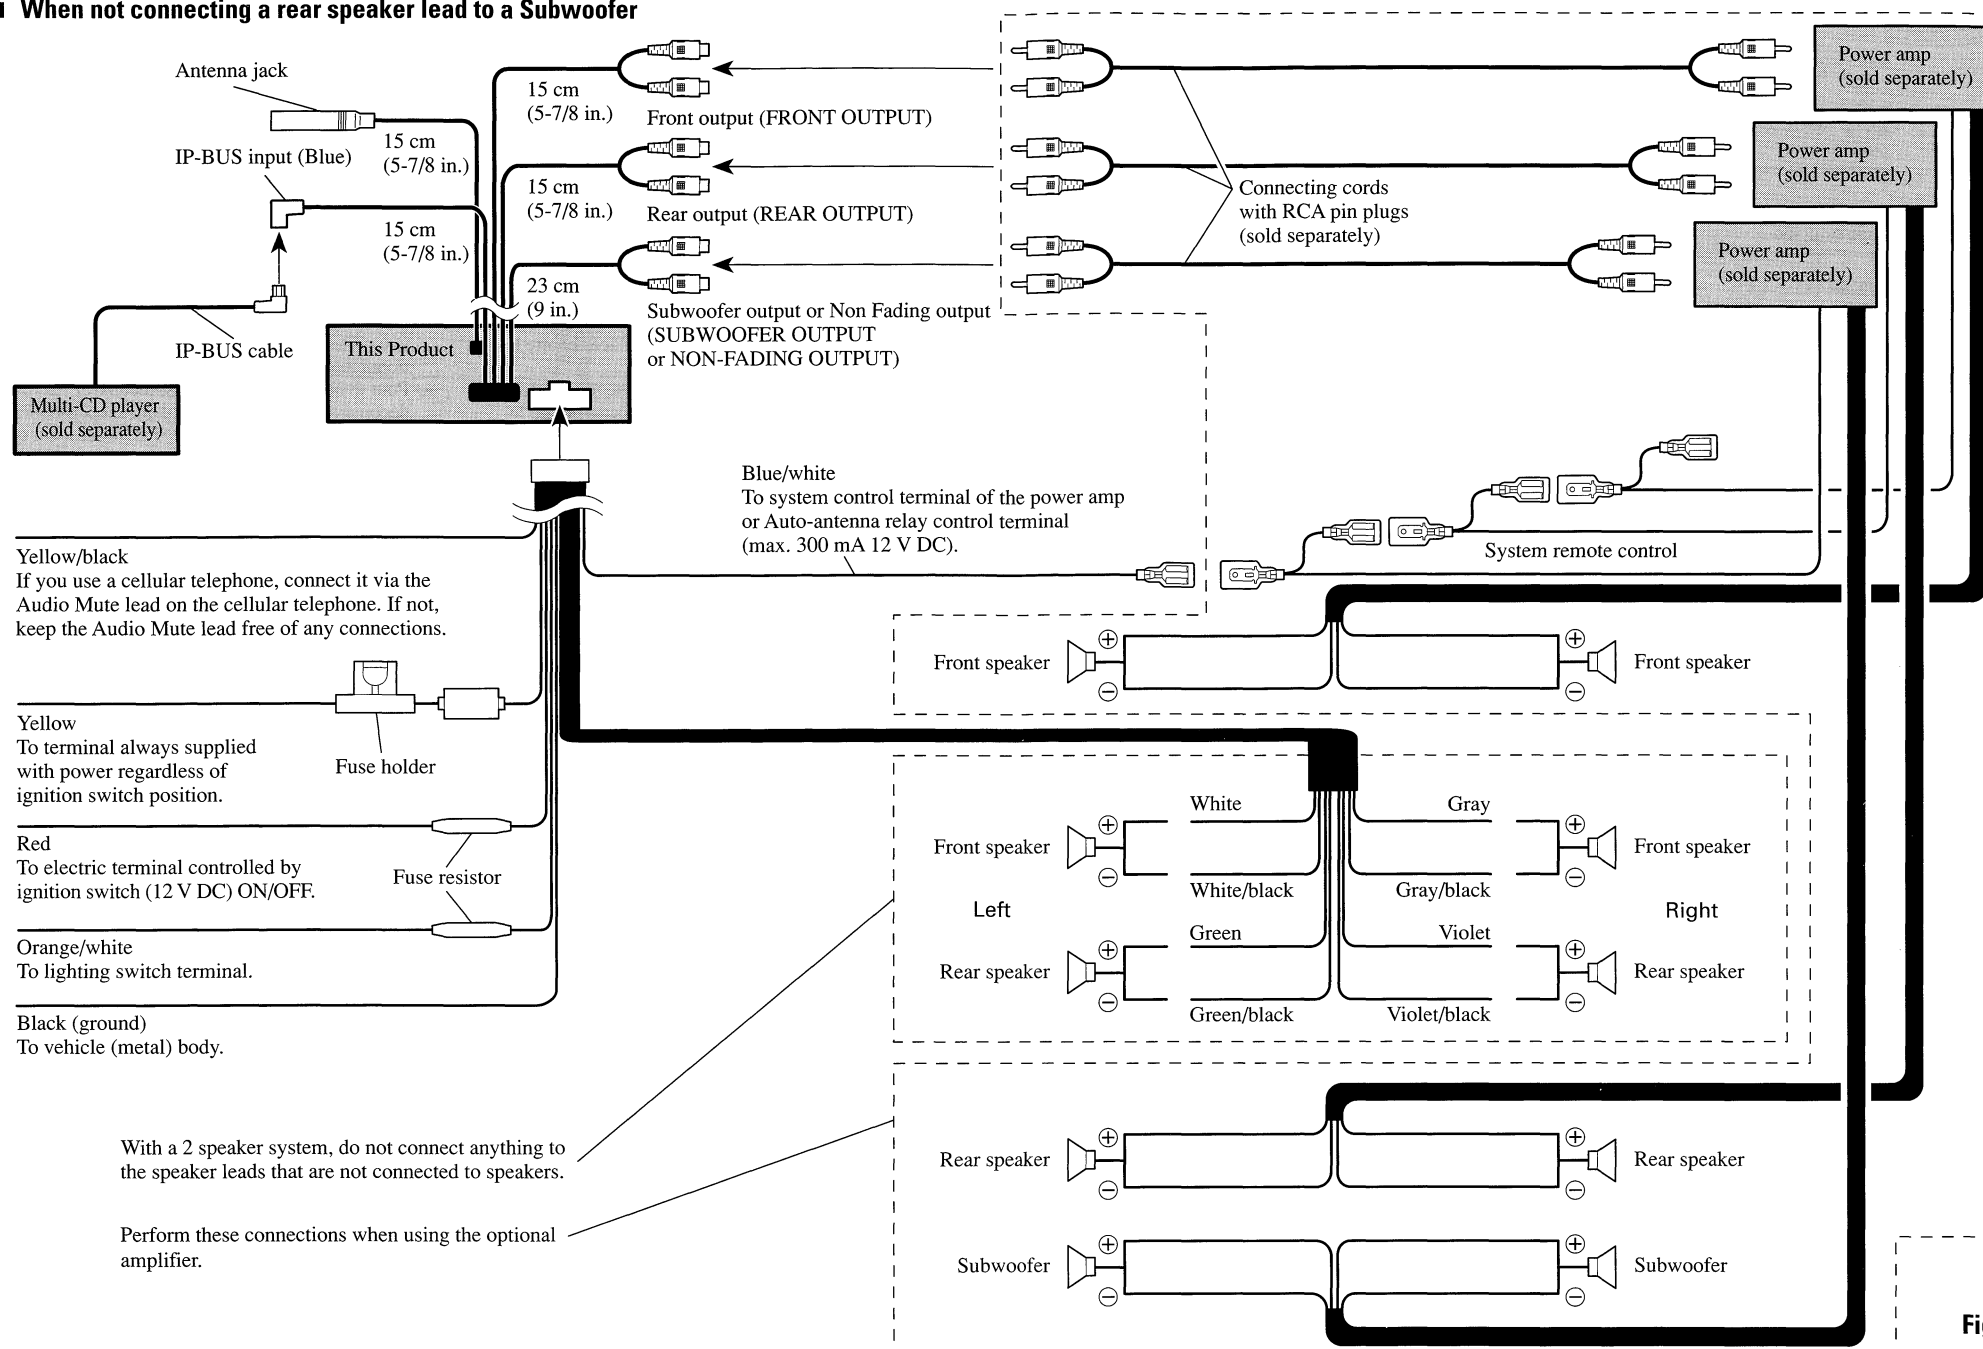 When not connecting a rear speaker lead to a Subwoofer
Antenna jack
15 cm
(5-7/8 in.)
IP-BUS input (Blue)
15 cm
(5-7/8 in.)
IP-BUS cable
Multi-CD player
(sold separately)
This Product
15 cm
(5-7/8 in.)
Front output (FRONT OUTPUT)
15 cm
(5-7/8 in.)
Rear output (REAR OUTPUT)
23 cm
(9 in.)
Subwoofer output or Non Fading output
(SUBWOOFER OUTPUT
or NON-FADING OUTPUT)
Connecting cords
with RCA pin plugs
(sold separately)
Power amp
(sold separately)
Power amp
(sold separately)
Power amp
(sold separately)
Blue/white
To system control terminal of the power amp
or Auto-antenna relay control terminal
(max. 300 mA 12 V DC).
System remote control
Yellow/black
If you use a cellular telephone, connect it via the
Audio Mute lead on the cellular telephone. If not,
keep the Audio Mute lead free of any connections.
Yellow
To terminal always supplied
with power regardless of
ignition switch position.
Fuse holder
Red
To electric terminal controlled by
ignition switch (12 V DC) ON/OFF.
Fuse resistor
Orange/white
To lighting switch terminal.
Black (ground)
To vehicle (metal) body.
With a 2 speaker system, do not connect anything to
the speaker leads that are not connected to speakers.
Perform these connections when using the optional
amplifier.
Front speaker
+
−
+
−
Front speaker
Front speaker
+
−
White
White/black
Gray
Gray/black
+
−
Front speaker
Left
Right
Rear speaker
+
−
Green
Green/black
Violet
Violet/black
+
−
Rear speaker
Rear speaker
+
−
+
−
Rear speaker
Subwoofer
+
−
+
−
Subwoofer